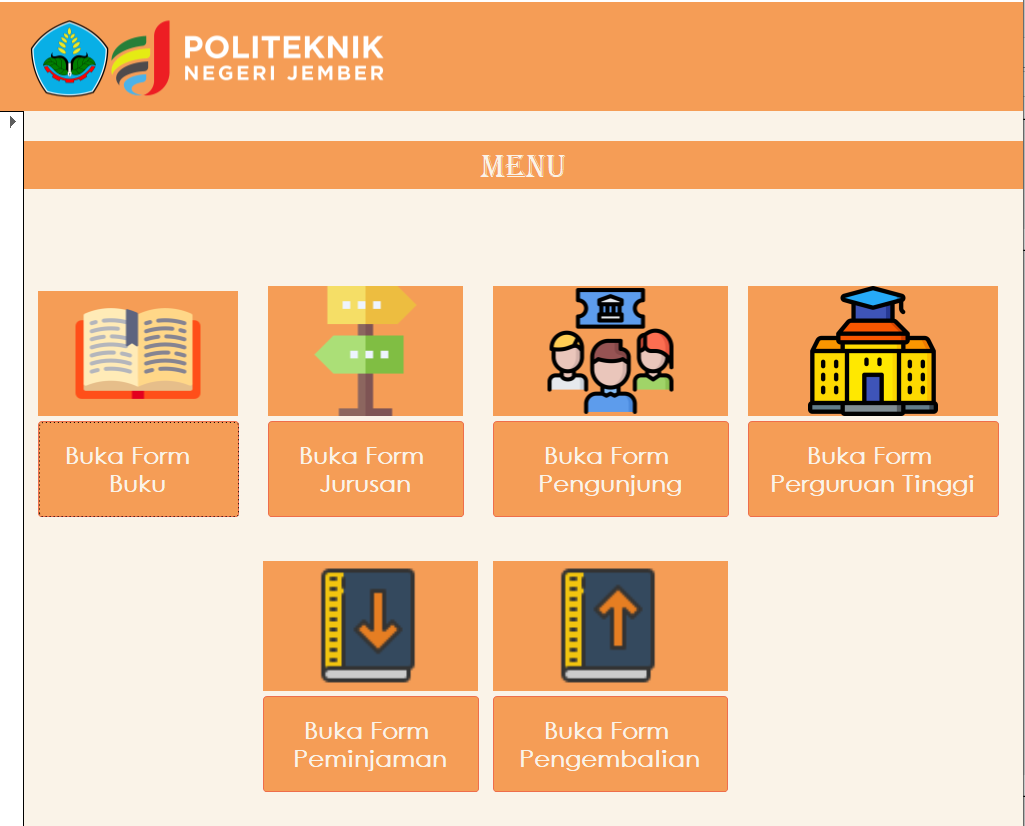 POLITEKNIK
NEGERI JEMBER
MENU
Buka Form
Buku
Buka Form
Jurusan
Buka Form
Pengunjung
Buka Form
Perguruan Tinggi
Buka Form
Peminjaman
Buka Form
Pengembalian